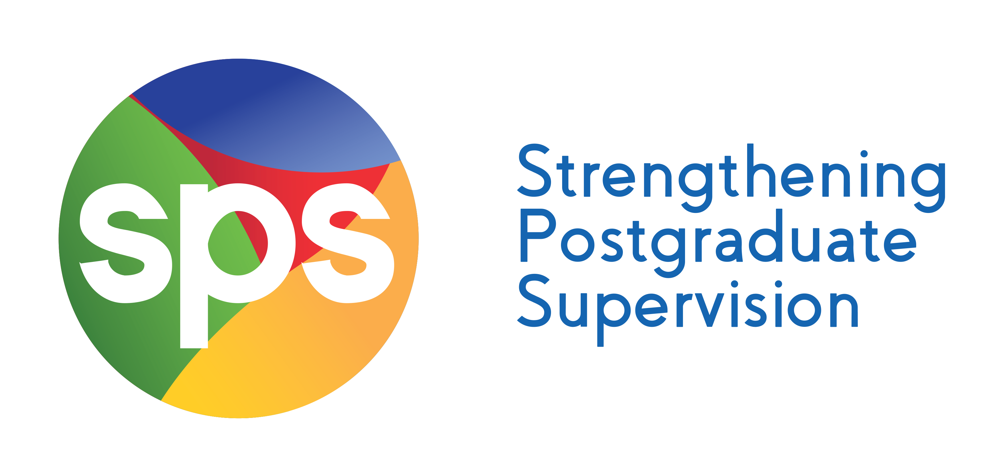 sps
Strengthening
Postgraduate
Supervision